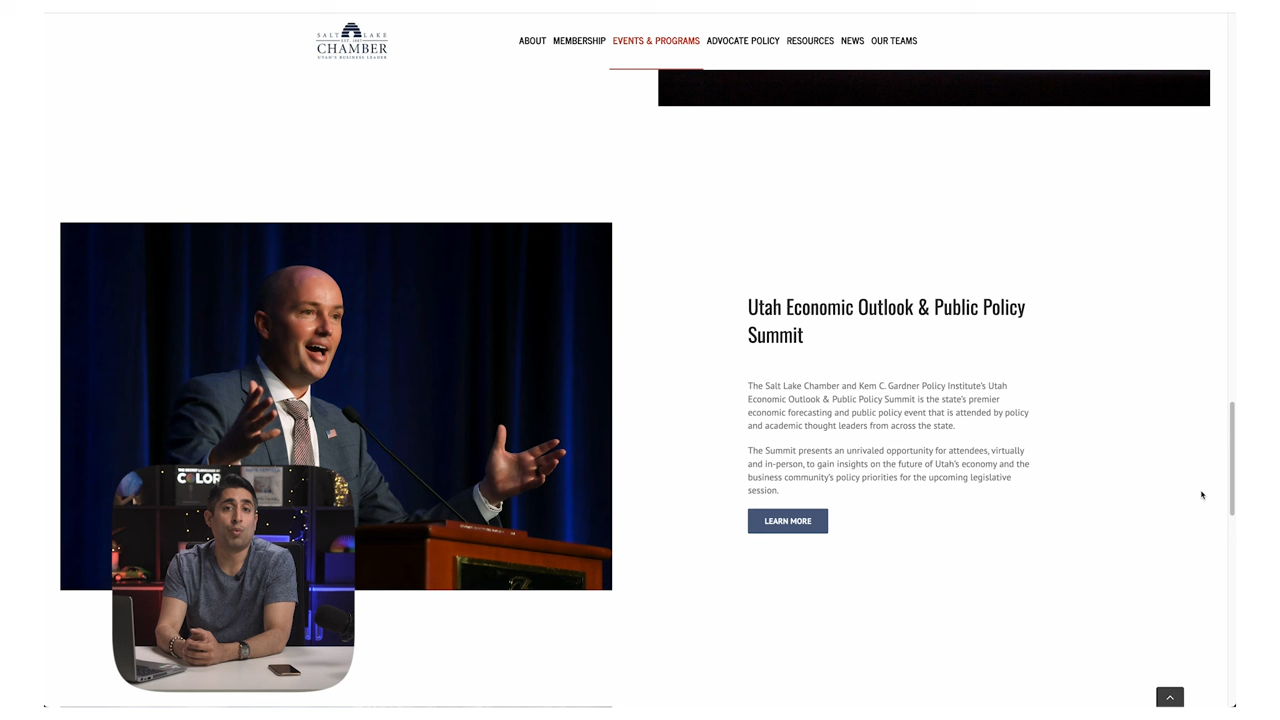 SALT LAKE
EST. 1887
CHAMBER
UTAH'S BUSINESS LEADER
ABOUT MEMBERSHIP EVENTS & PROGRAMS ADVOCATE POLICY RESOURCES NEWS OUR TEAMS
Utah Economic Outlook & Public Policy
Summit
The Salt Lake Chamber and Kem C. Gardner Policy Institute's Utah
Economic Outlook & Public Policy Summit is the state's premier
economic forecasting and public policy event that is attended by policy
and academic thought leaders from across the state.
The Summit presents an unrivaled opportunity for attendees, virtually
and in-person, to gain insights on the future of Utah's economy and the
business community's policy priorities for the upcoming legislative
session.
LEARN MORE
COLOR